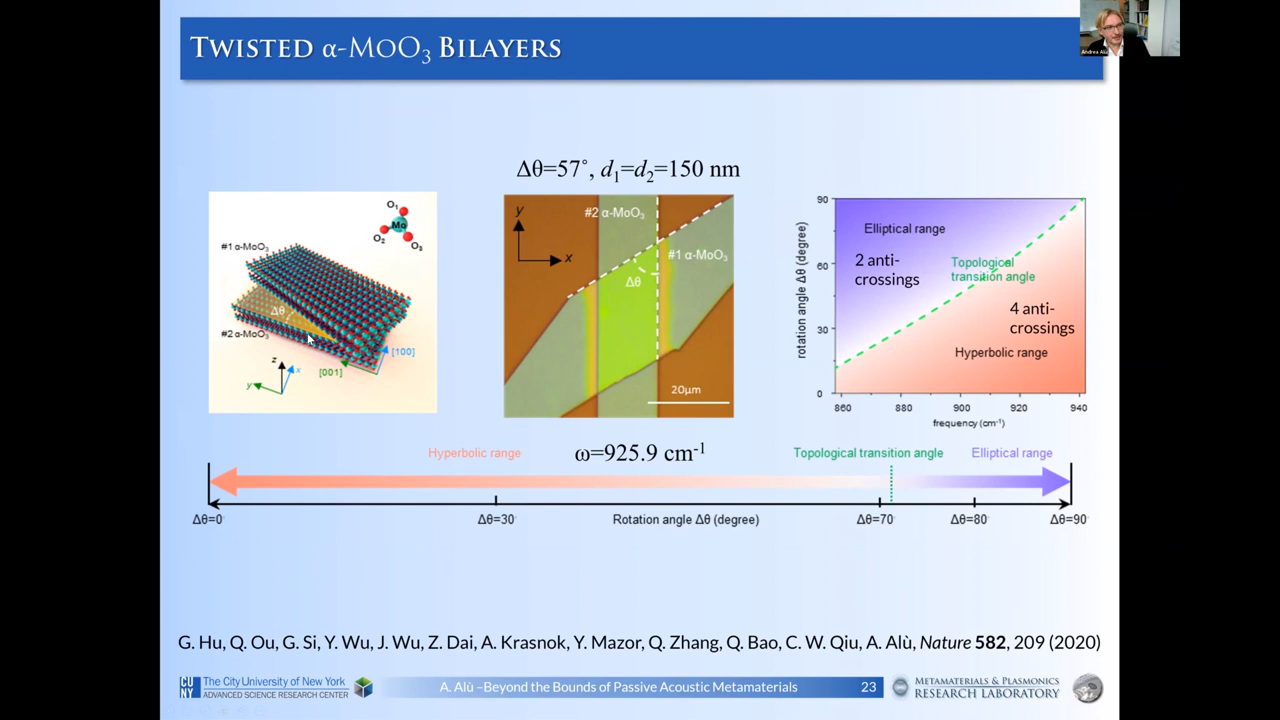 TWISTED α-MoO3 BILAYERS
Andrea Alù
Δθ=57˚, d1=d2=150 nm
O1
Mo
O2
O3
#1 α-MoO3
Δθ
#2 α-MoO3
[100]
[001]
z
x
y
y
x
#2 α-MoO3
#1 α-MoO3
Δθ
20μm
rotation angle Δθ (degree)
90
60
30
0
Elliptical range
2 anti-
crossings
Topological
transition angle
4 anti-
crossings
Hyperbolic range
860
880
900
920
940
frequency (cm-1)
Hyperbolic range
ω=925.9 cm-1
Topological transition angle
Elliptical range
Δθ=0˚
Δθ=30˚
Rotation angle Δθ (degree)
Δθ=70˚
Δθ=80˚
Δθ=90˚
G. Hu, Q. Ou, G. Si, Y. Wu, J. Wu, Z. Dai, A. Krasnok, Y. Mazor, Q. Zhang, Q. Bao, C. W. Qiu, A. Alù, Nature 582, 209 (2020)
CU
NY
The City University of New York
ADVANCED SCIENCE RESEARCH CENTER
A. Alù –Beyond the Bounds of Passive Acoustic Metamaterials
23
METAMATERIALS & PLASMONICS
RESEARCH LABORATORY